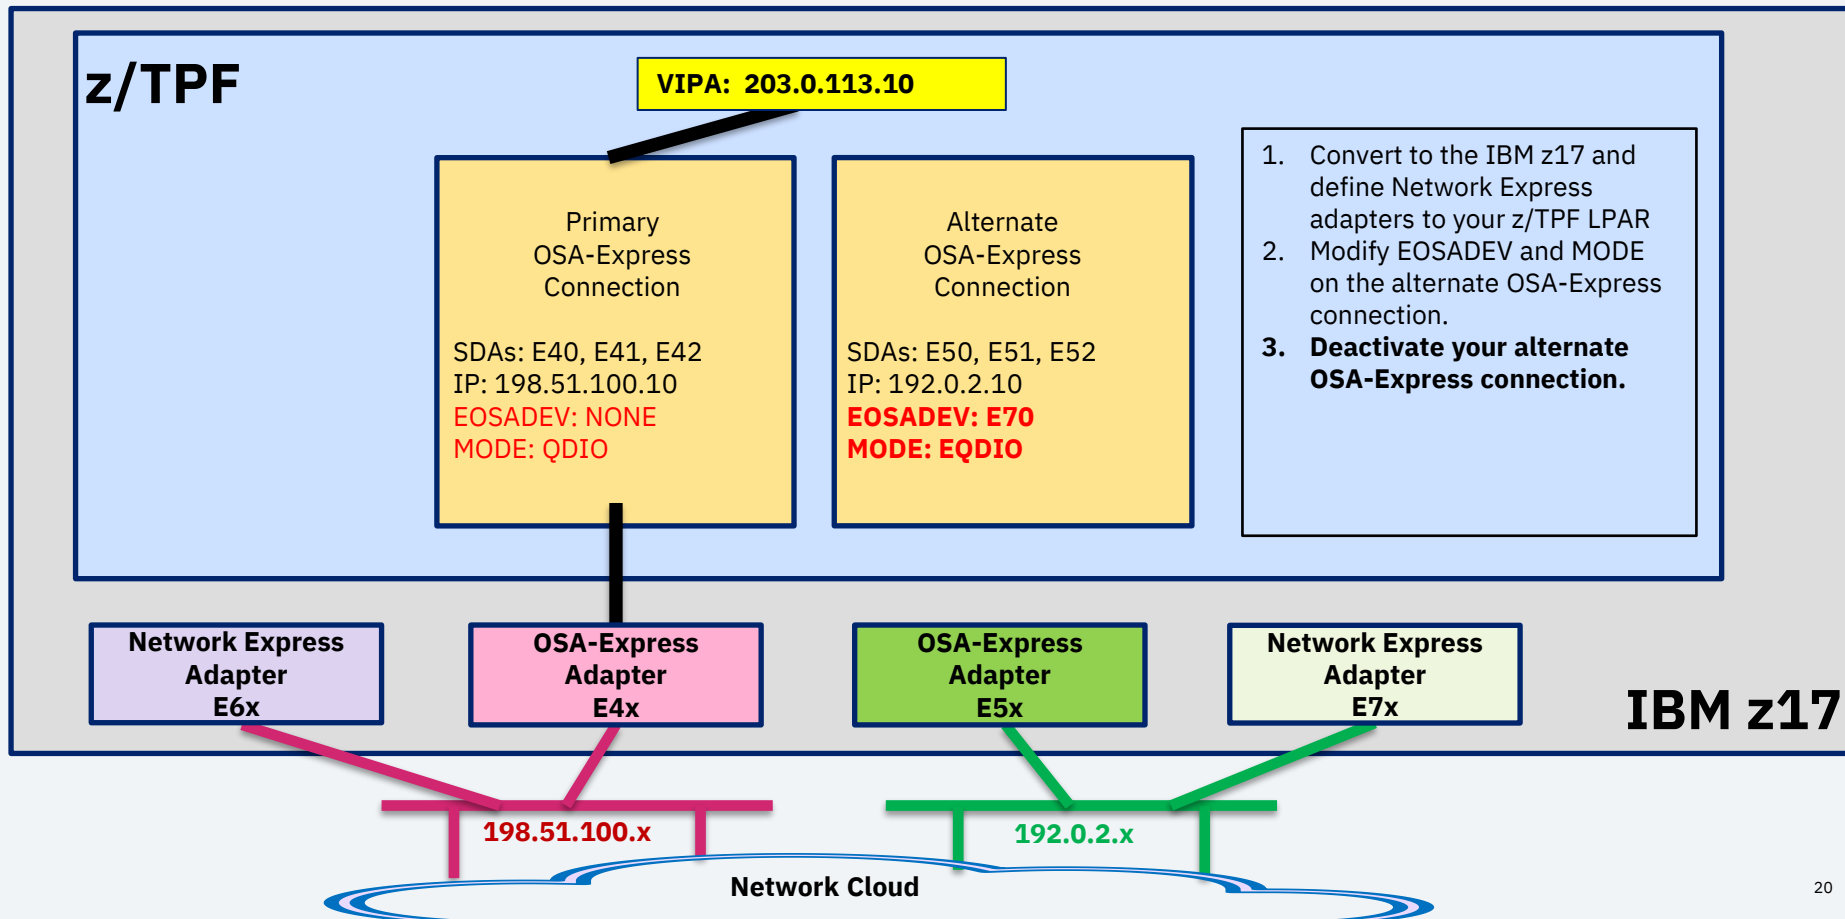 z/TPF
VIPA: 203.0.113.10
Primary
OSA-Express
Connection
SDAs: E40, E41, E42
IP: 198.51.100.10
EOSADEV: NONE
MODE: QDIO
Alternate
OSA-Express
Connection
SDAs: E50, E51, E52
IP: 192.0.2.10
EOSADEV: E70
MODE: EQDIO
1. Convert to the IBM z17 and
define Network Express
adapters to your z/TPF LPAR
2. Modify EOSADEV and MODE
on the alternate OSA-Express
connection.
3. Deactivate your alternate
OSA-Express connection.
Network Express
Adapter
E6x
OSA-Express
Adapter
E4x
OSA-Express
Adapter
E5x
Network Express
Adapter
E7x
IBM z17
198.51.100.x
192.0.2.x
Network Cloud
20